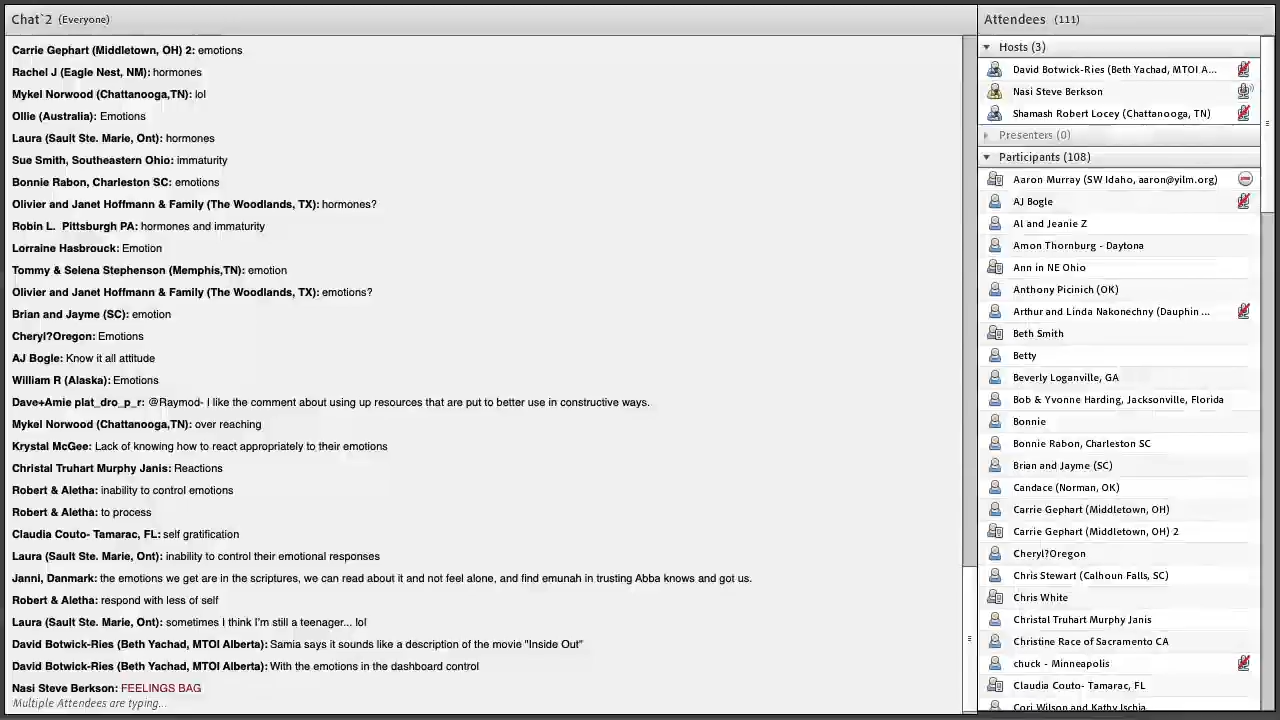 Chat`2 (Everyone)
Carrie Gephart (Middletown, OH) 2: emotions
Rachel J (Eagle Nest, NM): hormones
Mykel Norwood (Chattanooga,TN): lol
Ollie (Australia): Emotions
Laura (Sault Ste. Marie, Ont): hormones
Sue Smith, Southeastern Ohio: immaturity
Bonnie Rabon, Charleston SC: emotions
Olivier and Janet Hoffmann & Family (The Woodlands, TX): hormones?
Robin L. Pittsburgh PA: hormones and immaturity
Lorraine Hasbrouck: Emotion
Tommy & Selena Stephenson (Memphis,TN): emotion
Olivier and Janet Hoffmann & Family (The Woodlands, TX): emotions?
Brian and Jayme (SC): emotion
Cheryl?Oregon: Emotions
AJ Bogle: Know it all attitude
William R (Alaska): Emotions
Dave+Amie plat_dro_p_r: @Raymod- I like the comment about using up resources that are put to better use in constructive ways.
Mykel Norwood (Chattanooga,TN): over reaching
Krystal McGee: Lack of knowing how to react appropriately to their emotions
Christal Truhart Murphy Janis: Reactions
Robert & Aletha: inability to control emotions
Robert & Aletha: to process
Claudia Couto- Tamarac, FL: self gratification
Laura (Sault Ste. Marie, Ont): inability to control their emotional responses
Janni, Danmark: the emotions we get are in the scriptures, we can read about it and not feel alone, and find emunah in trusting Abba knows and got us.
Robert & Aletha: respond with less of self
Laura (Sault Ste. Marie, Ont): sometimes I think I'm still a teenager... lol
David Botwick-Ries (Beth Yachad, MTOI Alberta): Samia says it sounds like a description of the movie "Inside Out"
David Botwick-Ries (Beth Yachad, MTOI Alberta): With the emotions in the dashboard control
Nasi Steve Berkson: FEELINGS BAG
Multiple Attendees are typing...
Attendees (111)
Hosts (3)
David Botwick-Ries (Beth Yachad, MTOI A...
Nasi Steve Berkson
Shamash Robert Locey (Chattanooga, TN)
Presenters (0)
Participants (108)
Aaron Murray (SW Idaho, aaron@yilm.org)
AJ Bogle
Al and Jeanie Z
Amon Thornburg - Daytona
Ann in NE Ohio
Anthony Picinich (OK)
Arthur and Linda Nakonechny (Dauphin ...
Beth Smith
Betty
Beverly Loganville, GA
Bob & Yvonne Harding, Jacksonville, Florida
Bonnie
Bonnie Rabon, Charleston SC
Brian and Jayme (SC)
Candace (Norman, OK)
Carrie Gephart (Middletown, OH)
Carrie Gephart (Middletown, OH) 2
Cheryl?Oregon
Chris Stewart (Calhoun Falls, SC)
Chris White
Christal Truhart Murphy Janis
Christine Race of Sacramento CA
chuck - Minneapolis
Claudia Couto- Tamarac, FL
Cori Wilson and Kathy Ischia